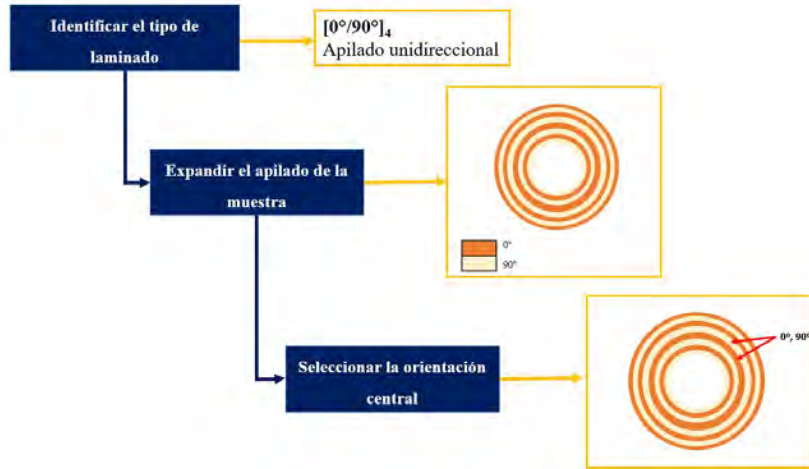 Identificar el tipo de
laminado
[0°/90°]₄
Apilado unidireccional
Expandir el apilado de la
muestra
0°
90°
Seleccionar la orientación
central
0°, 90°